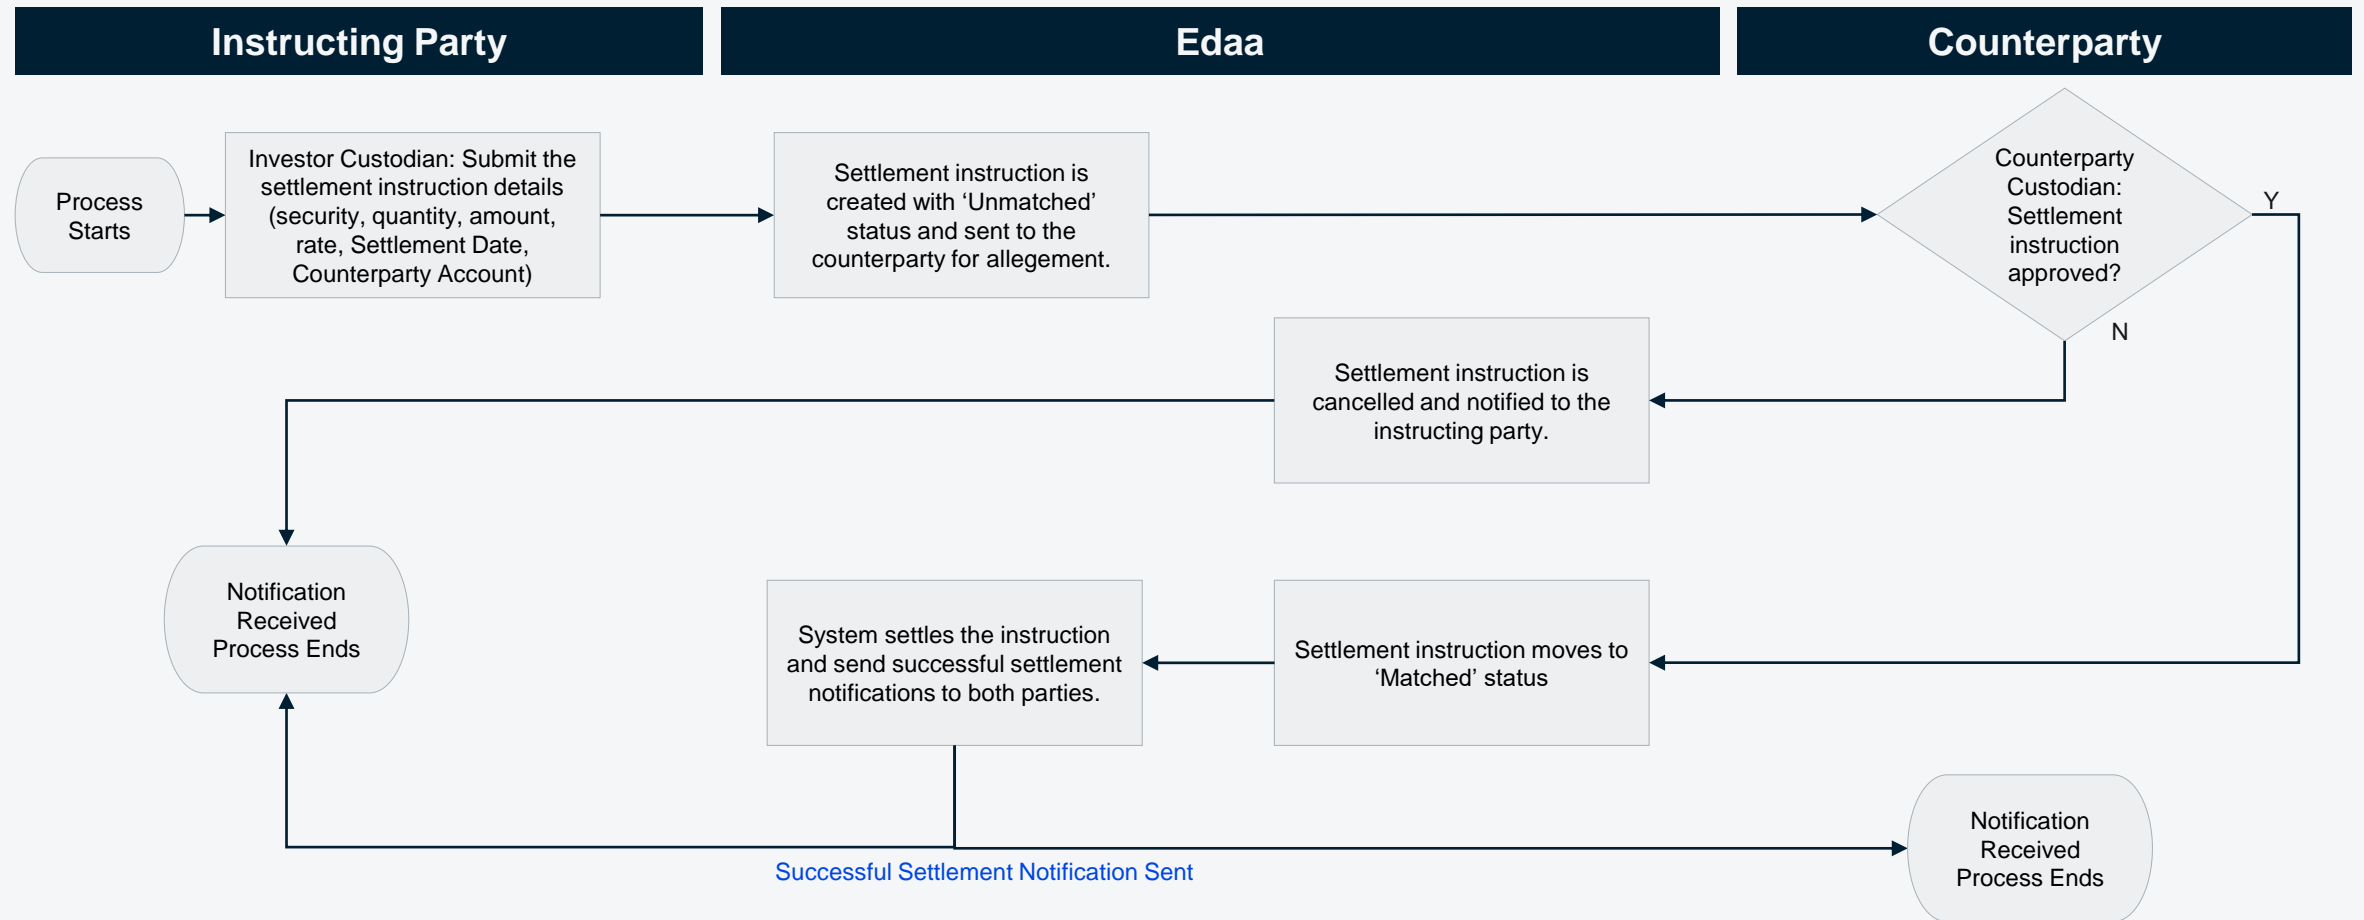 Instructing Party
Edaa
Counterparty
Process
Starts
Investor Custodian: Submit the
settlement instruction details
(security, quantity, amount,
rate, Settlement Date,
Counterparty Account)
Settlement instruction is
created with ‘Unmatched’
status and sent to the
counterparty for allegement.
Counterparty
Custodian:
Settlement
instruction
approved?
Y
N
Settlement instruction is
cancelled and notified to the
instructing party.
Notification
Received
Process Ends
System settles the instruction
and send successful settlement
notifications to both parties.
Settlement instruction moves to
‘Matched’ status
Successful Settlement Notification Sent
Notification
Received
Process Ends